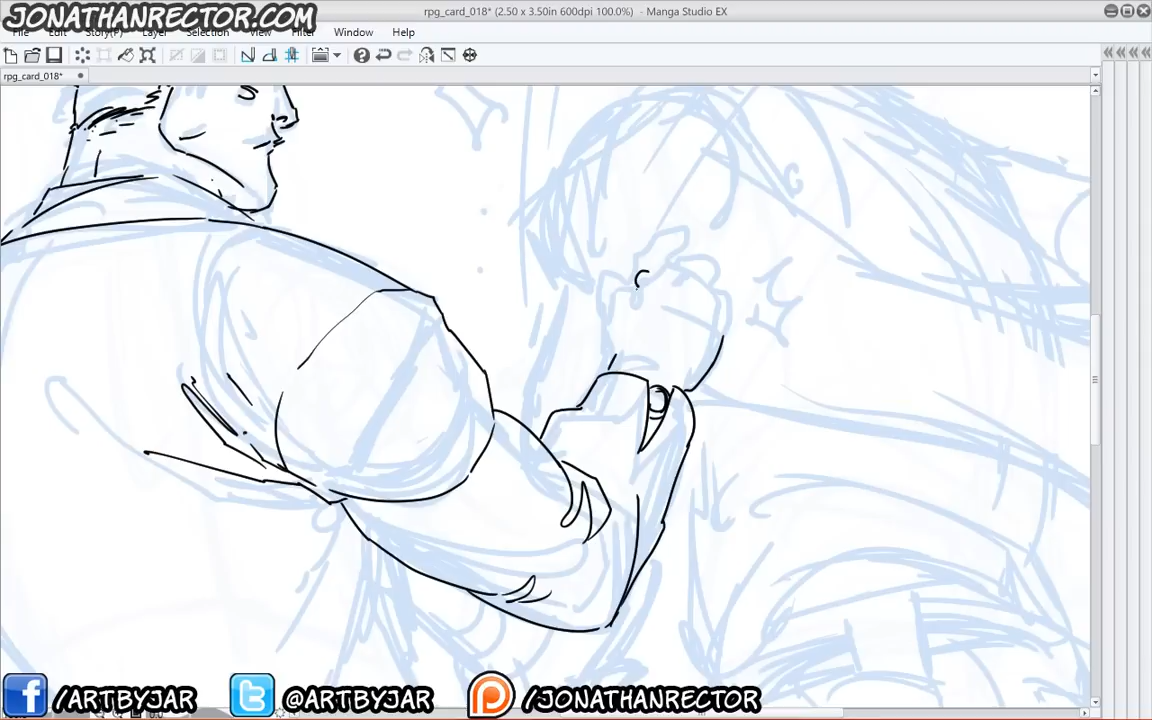 JONATHANRECTOR.COM
rpg_card_018* (2.50 x 3.50in 600dpi 100.0%) - Manga Studio EX
File Edit Story(P) Layer Selection View Filter Window Help
rpg_card_018*
/ARTBYJAR @ARTBYJAR /JONATHANRECTOR